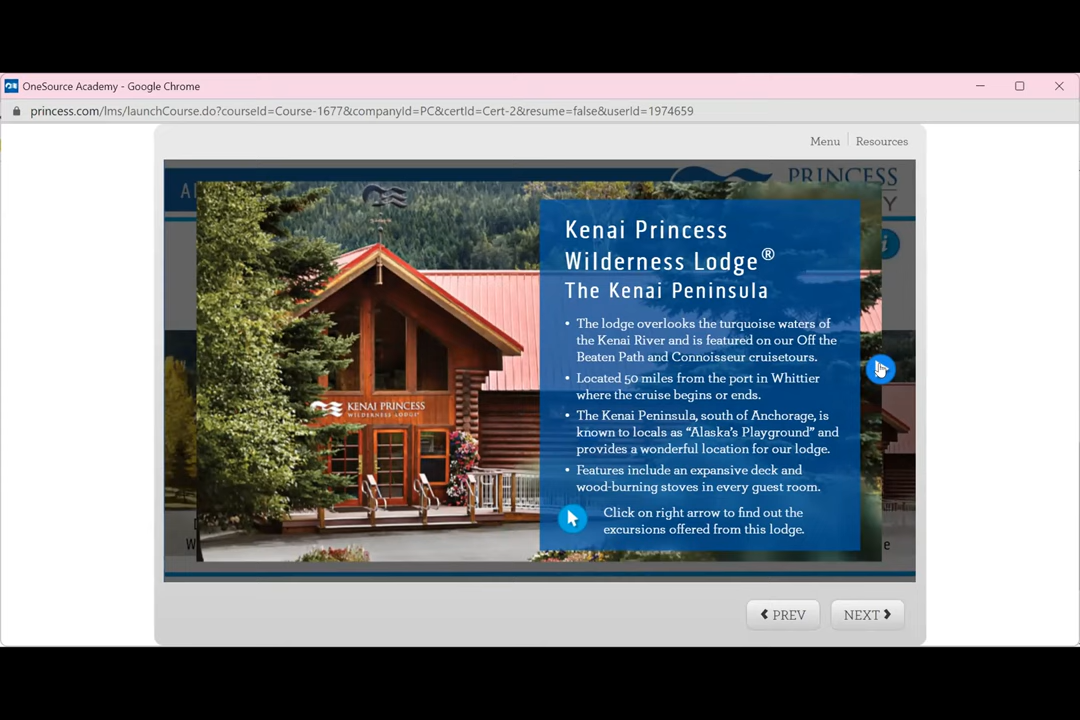 OneSource Academy - Google Chrome
princess.com/lms/launchCourse.do?courseId=Course-1677&companyId=PC&certId=Cert-2&resume=false&userId=1974659
Menu
Resources
PRINCESS
Kenai Princess
Wilderness Lodge®
The Kenai Peninsula
• The lodge overlooks the turquoise waters of
the Kenai River and is featured on our Off the
Beaten Path and Connoisseur cruisetours.
• Located 50 miles from the port in Whittier
where the cruise begins or ends.
• The Kenai Peninsula, south of Anchorage, is
known to locals as “Alaska’s Playground” and
provides a wonderful location for our lodge.
• Features include an expansive deck and
wood-burning stoves in every guest room.
Click on right arrow to find out the
excursions offered from this lodge.
KENAI PRINCESS
WILDERNESS LODGE
PREV
NEXT